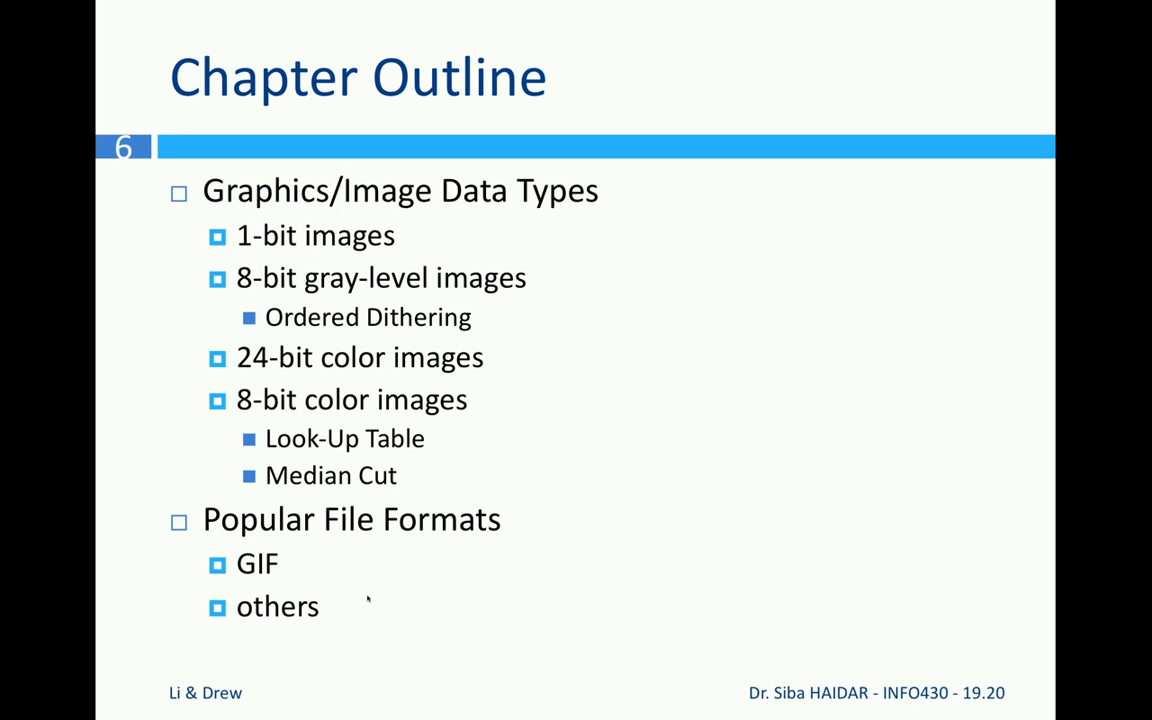 Chapter Outline
6
Graphics/Image Data Types
1-bit images
8-bit gray-level images
Ordered Dithering
24-bit color images
8-bit color images
Look-Up Table
Median Cut
Popular File Formats
GIF
others
Li & Drew
Dr. Siba HAIDAR - INFO430 - 19.20